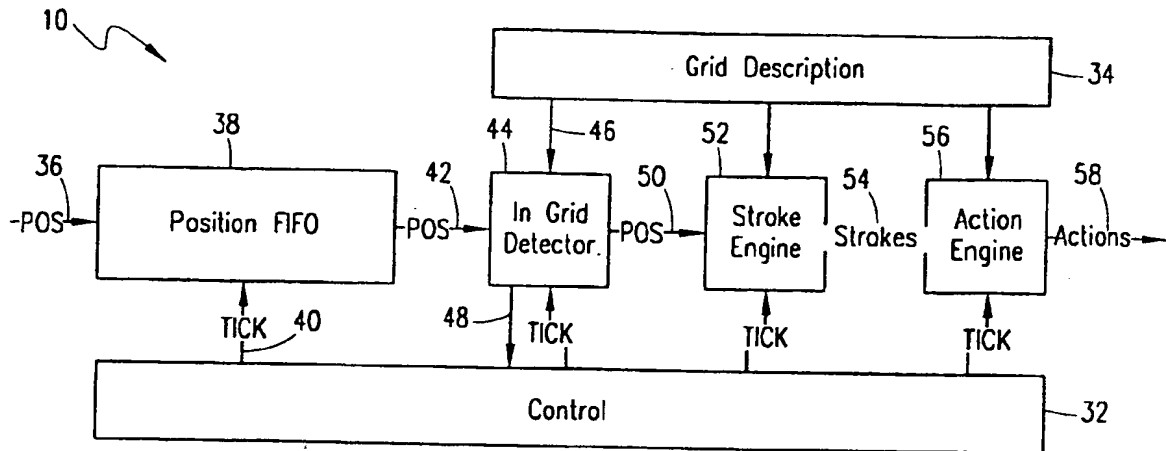 10
Grid Description
34
38
44
46
52
56
36
42
50
54
58
-POS
Position FIFO
-POS
In Grid
Detector.
POS
Stroke
Engine
Strokes
Action
Engine
Actions
TICK
40
48
TICK
TICK
TICK
Control
32